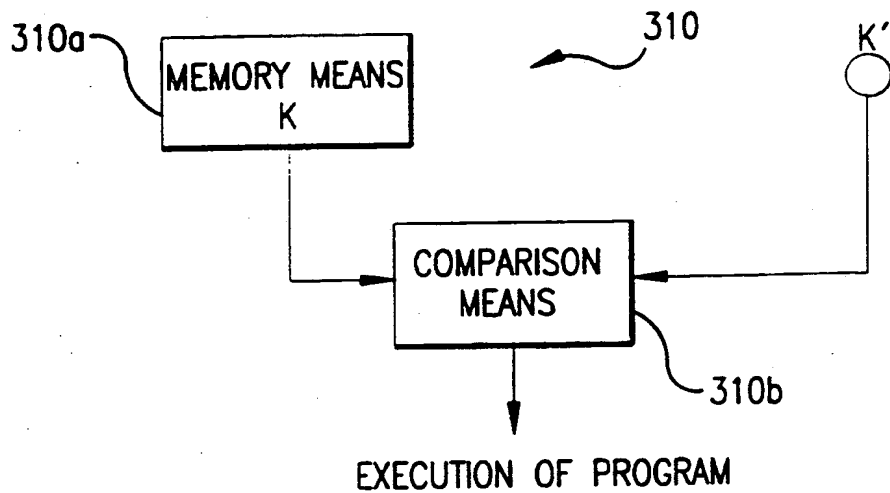 310a
310
K'
MEMORY MEANS
K
COMPARISON
MEANS
310b
EXECUTION OF PROGRAM